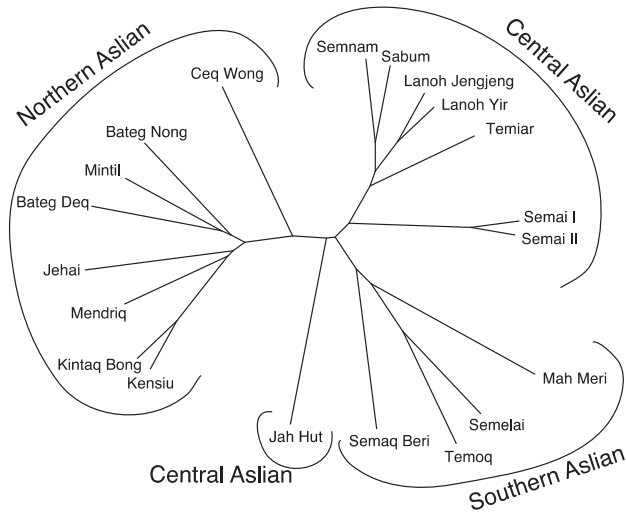 Northern Aslian
Central Aslian
Semnam
Sabum
Ceq Wong
Lanoh Jengjeng
Lanoh Yir
Temiar
Bateg Nong
Mintil
Bateg Deq
Semai I
Semai II
Jehai
Mendriq
Kintaq Bong
Kensiu
Mah Meri
Semelai
Jah Hut
Semaq Beri
Temoq
Central Aslian
Southern Aslian